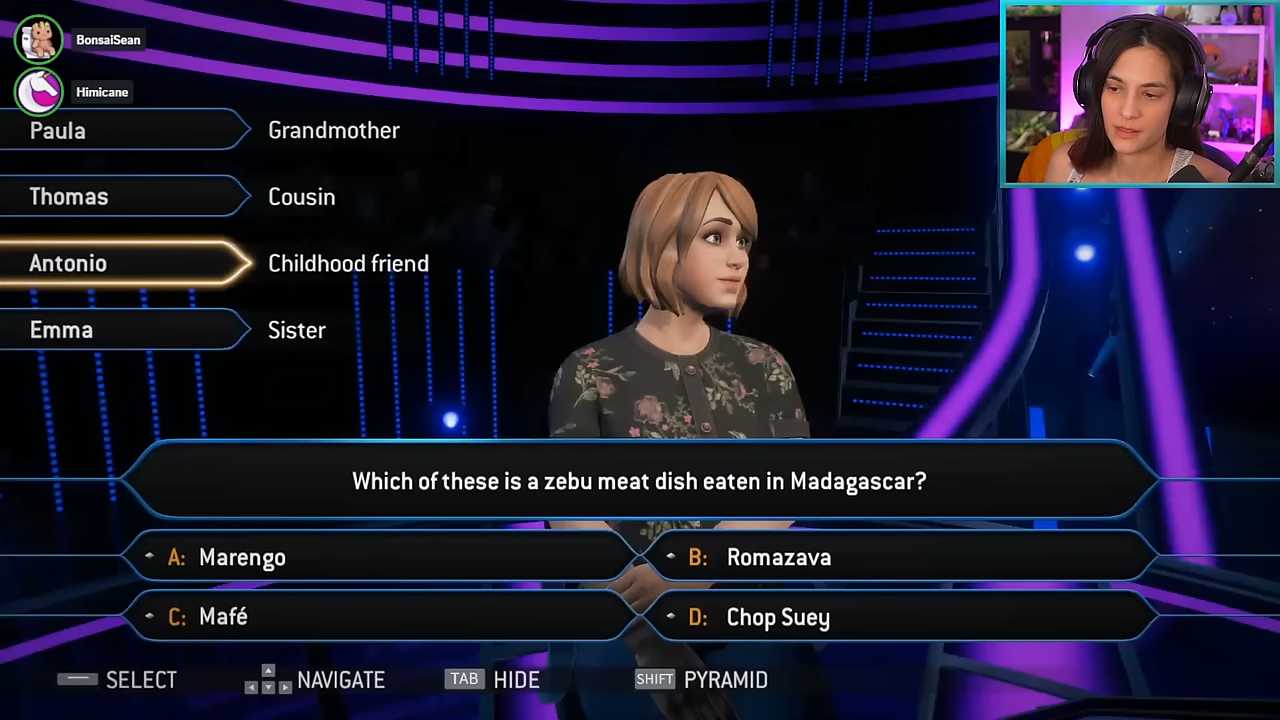 BonsaiSean
Himicane
Paula Grandmother
Thomas Cousin
Antonio Childhood friend
Emma Sister
Which of these is a zebu meat dish eaten in Madagascar?
A: Marengo B: Romazava
C: Mafé D: Chop Suey
SELECT NAVIGATE TAB HIDE SHIFT PYRAMID